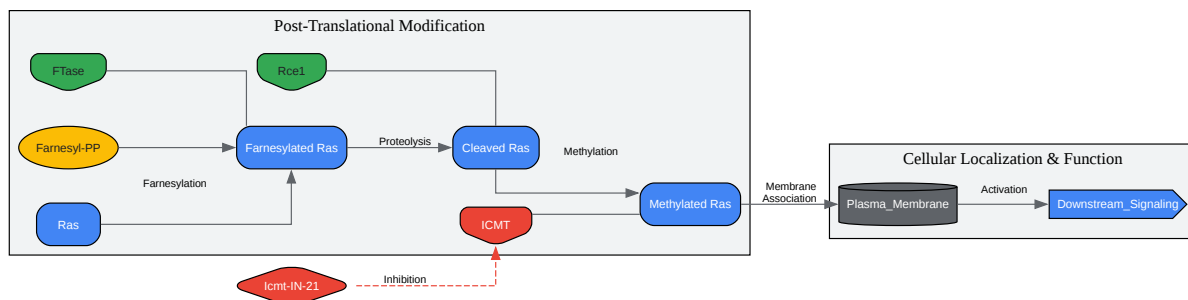 Post-Translational Modification
FTase
Rce1
Farnesyl-PP
Farnesylated Ras
Proteolysis
Cleaved Ras
Methylation
Farnesylation
Ras
ICMT
Methylated Ras
Icmt-IN-21
Inhibition
Membrane
Association
Cellular Localization & Function
Plasma_Membrane
Activation
Downstream_Signaling